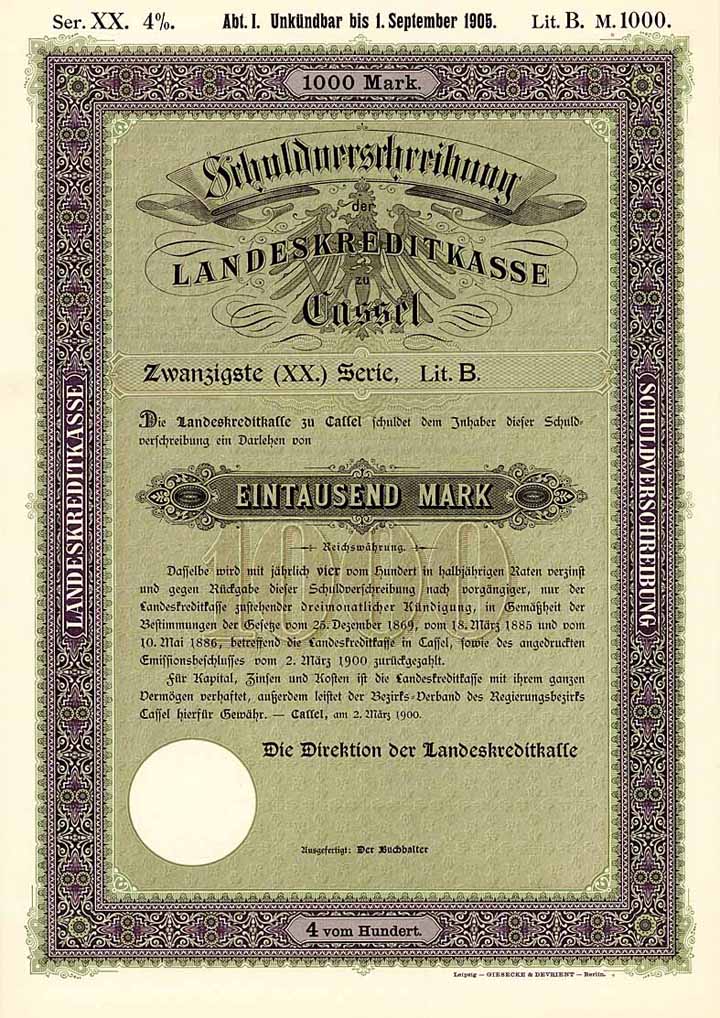 Ser. XX. 4%. Abt. I. Unkündbar bis 1. September 1905. Lit. B. M. 1000.
1000 Mark.
Schuldverschreibung
der
LANDESKREDITKASSE
zu
Cassel
Zwanzigste (XX.) Serie, Lit. B.
LANDESKREDITKASSE
SCHULDVERSCHREIBUNG
Die Landeskreditkasse zu Cassel schuldet dem Inhaber dieser Schuld-
verschreibung ein Darlehen von
EINTAUSEND MARK
1000
Reichswährung.
Dasselbe wird mit jährlich vier vom Hundert in halbjährigen Raten verzinst
und gegen Rückgabe dieser Schuldverschreibung nach vorgängiger, nur der
Landeskreditkasse zustehender dreimonatlicher Kündigung, in Gemäßheit der
Bestimmungen der Gesetze vom 25. Dezember 1869, vom 18. März 1885 und vom
10. Mai 1886, betreffend die Landeskreditkasse in Cassel, sowie des angedruckten
Emissionsbeschlusses vom 2. März 1900 zurückgezahlt.
Für Kapital, Zinsen und Kosten ist die Landeskreditkasse mit ihrem ganzen
Vermögen verhaftet, außerdem leistet der Bezirks-Verband des Regierungsbezirks
Cassel hierfür Gewähr. — Cassel, am 2. März 1900.
Die Direktion der Landeskreditkasse
Ausgefertigt: Der Buchhalter
4 vom Hundert.
Leipzig — GIESECKE & DEVRIENT — Berlin.